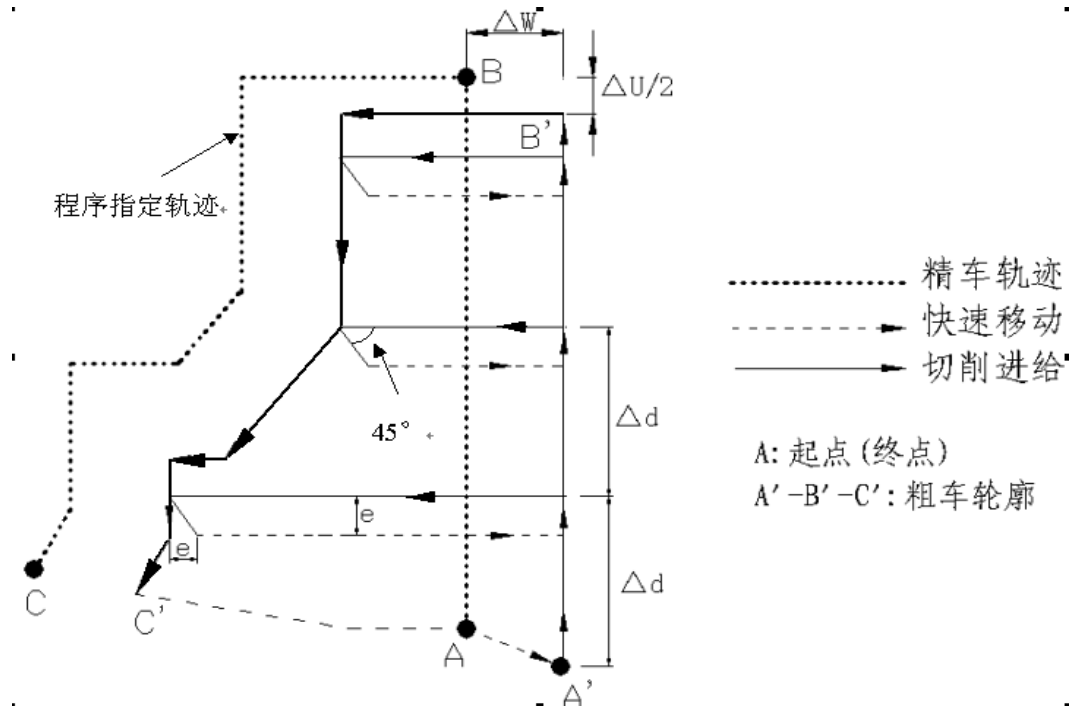 △W
B
△U/2
B'
程序指定轨迹
精车轨迹
快速移动
切削进给
45°
△d
A:起点(终点)
A'-B'-C':粗车轮廓
e
e
△d
C
C'
A
A'